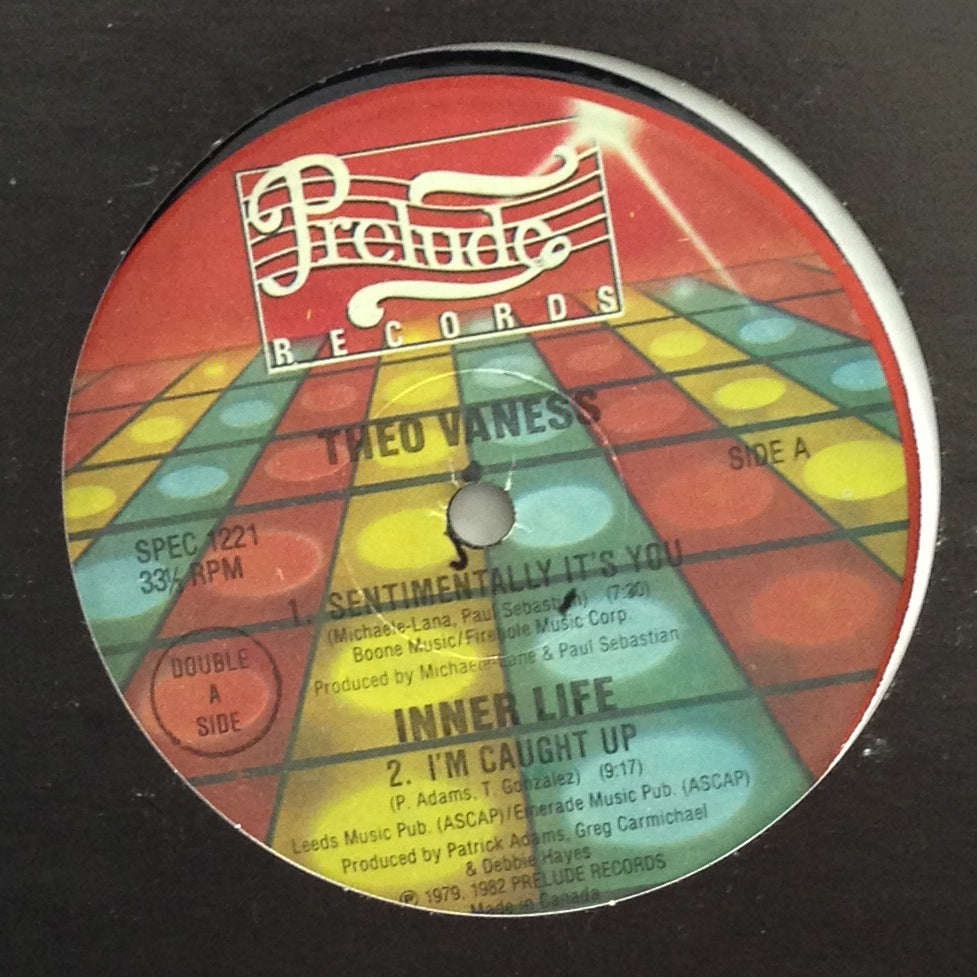 Prelude
RECORDS
THEO VANESS
SIDE A
SPEC 1221
33⅓ RPM
1. SENTIMENTALLY IT'S YOU
(Michaele-Lana, Paul Sebastian) (7:30)
Boone Music/Firehole Music Corp.
Produced by Michaele-Lane & Paul Sebastian
DOUBLE
A
SIDE
INNER LIFE
2. I'M CAUGHT UP
(P. Adams, T. Gonzalez) (9:17)
Leeds Music Pub. (ASCAP)/Emerade Music Pub. (ASCAP)
Produced by Patrick Adams, Greg Carmichael
& Debbie Hayes
Ⓟ 1979, 1982 PRELUDE RECORDS
Made in Canada